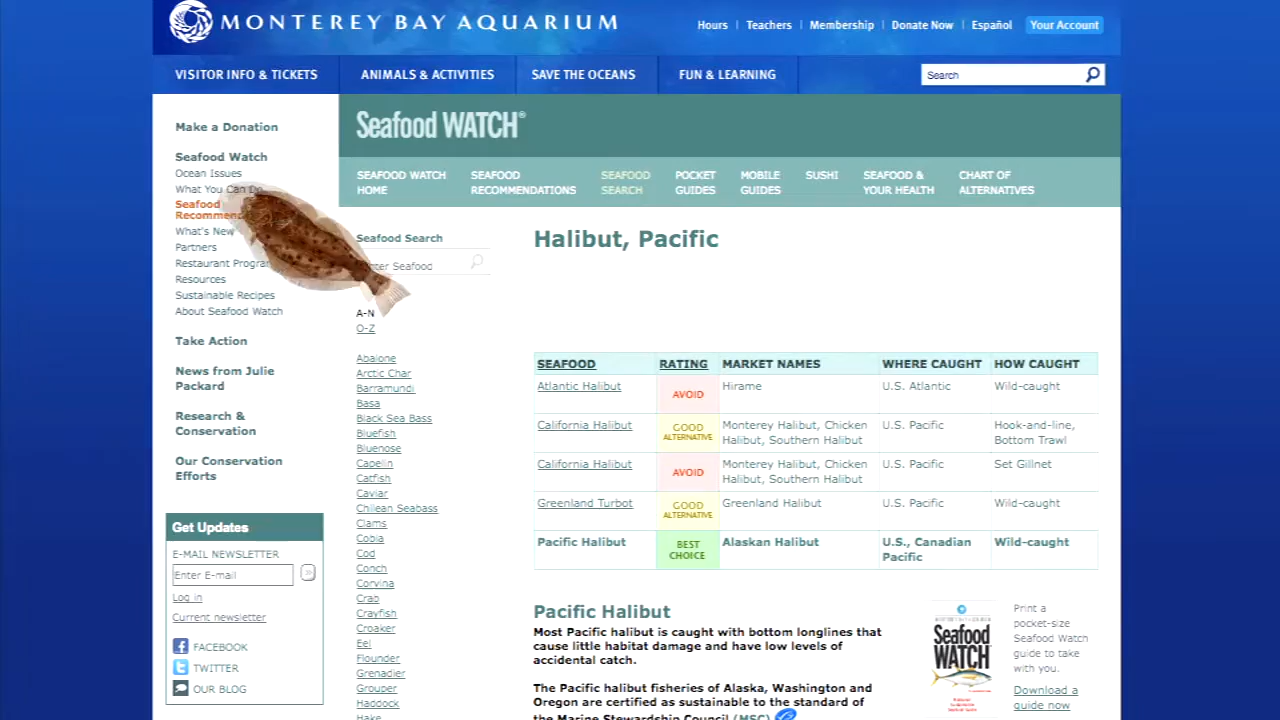 MONTEREY BAY AQUARIUM
Hours
Teachers
Membership
Donate Now
Español
Your Account
VISITOR INFO & TICKETS
ANIMALS & ACTIVITIES
SAVE THE OCEANS
FUN & LEARNING
Search
Make a Donation
Seafood Watch
Ocean Issues
What You Can Do
Seafood
What's New
Partners
Restaurant
Resources
Sustainable Recipes
About Seafood Watch
Take Action
News from Julie
Packard
Research &
Conservation
Our Conservation
Efforts
Get Updates
E-MAIL NEWSLETTER
Enter E-mail
Log in
Current newsletter
FACEBOOK
TWITTER
OUR BLOG
Seafood WATCH®
SEAFOOD WATCH
HOME
SEAFOOD
RECOMMENDATIONS
SEAFOOD
SEARCH
POCKET
GUIDES
MOBILE
GUIDES
SUSHI
SEAFOOD &
YOUR HEALTH
CHART OF
ALTERNATIVES
Seafood Search
Seafood
A-N
O-Z
Abalone
Arctic Char
Barramundi
Basa
Black Sea Bass
Bluefish
Bluenose
Capelin
Catfish
Caviar
Chilean Seabass
Clams
Cobia
Cod
Conch
Corvina
Crab
Crayfish
Croaker
Eel
Flounder
Grenadier
Grouper
Haddock
Hake
Halibut, Pacific
SEAFOOD RATING MARKET NAMES WHERE CAUGHT HOW CAUGHT
Atlantic Halibut AVOID Hirame U.S. Atlantic Wild-caught
California Halibut GOOD ALTERNATIVE Monterey Halibut, Chicken U.S. Pacific Hook-and-line,
Halibut, Southern Halibut Bottom Trawl
California Halibut AVOID Monterey Halibut, Chicken U.S. Pacific Set Gillnet
Halibut, Southern Halibut
Greenland Turbot GOOD ALTERNATIVE Greenland Halibut U.S. Pacific Wild-caught
Pacific Halibut BEST CHOICE Alaskan Halibut U.S., Canadian Wild-caught
Pacific
Pacific Halibut
Most Pacific halibut is caught with bottom longlines that
cause little habitat damage and have low levels of
accidental catch.
The Pacific halibut fisheries of Alaska, Washington and
Oregon are certified as sustainable to the standard of
the Marine Stewardship Council (MSC)
Seafood
WATCH
Print a
pocket-size
Seafood Watch
guide to take
with you.
Download a
guide now